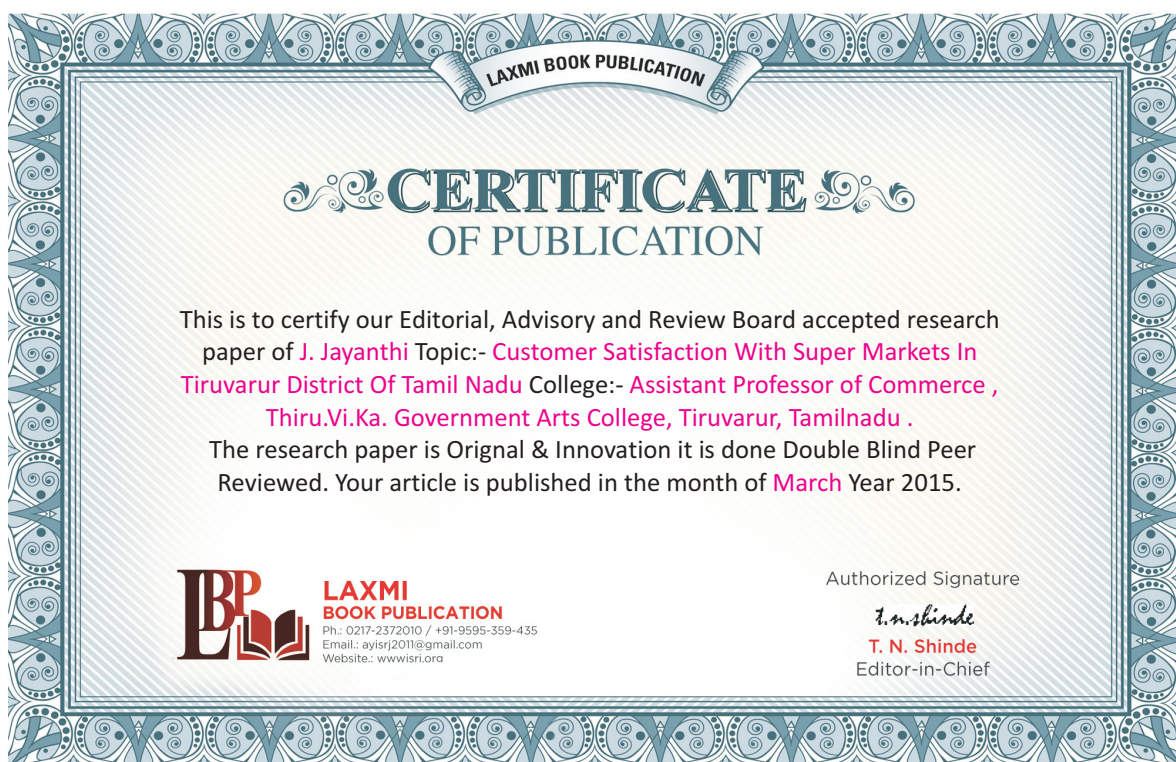 LAXMI BOOK PUBLICATION
CERTIFICATE
OF PUBLICATION
This is to certify our Editorial, Advisory and Review Board accepted research
paper of J. Jayanthi Topic:- Customer Satisfaction With Super Markets In
Tiruvarur District Of Tamil Nadu College:- Assistant Professor of Commerce ,
Thiru.Vi.Ka. Government Arts College, Tiruvarur, Tamilnadu .
The research paper is Orignal & Innovation it is done Double Blind Peer
Reviewed. Your article is published in the month of March Year 2015.
LBP
LAXMI
BOOK PUBLICATION
Ph.: 0217-2372010 / +91-9595-359-435
Email.: ayisrj2011@gmail.com
Website.: wwwisri.org
Authorized Signature
t.n.shinde
T. N. Shinde
Editor-in-Chief